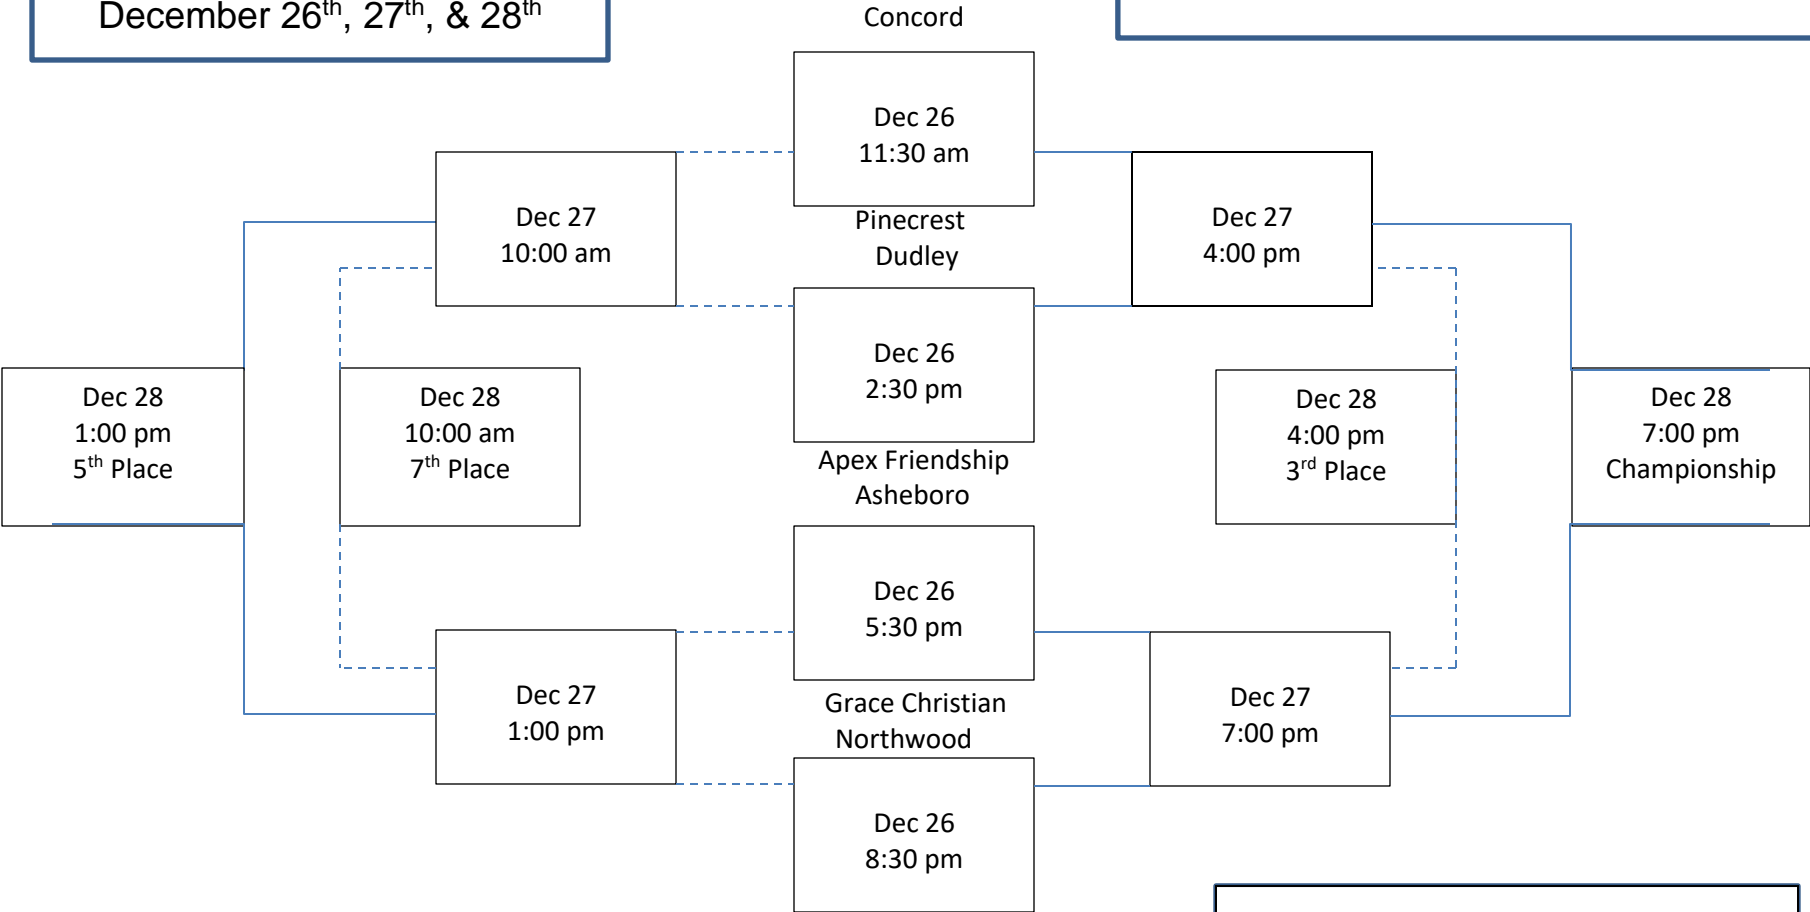 December 26th, 27th, & 28th
Concord
Dec 26
11:30 am
Dec 27
10:00 am
Pinecrest
Dudley
Dec 27
4:00 pm
Dec 26
2:30 pm
Dec 28
1:00 pm
5th Place
Dec 28
10:00 am
7th Place
Dec 28
4:00 pm
3rd Place
Dec 28
7:00 pm
Championship
Apex Friendship
Asheboro
Dec 26
5:30 pm
Dec 27
1:00 pm
Grace Christian
Northwood
Dec 27
7:00 pm
Dec 26
8:30 pm